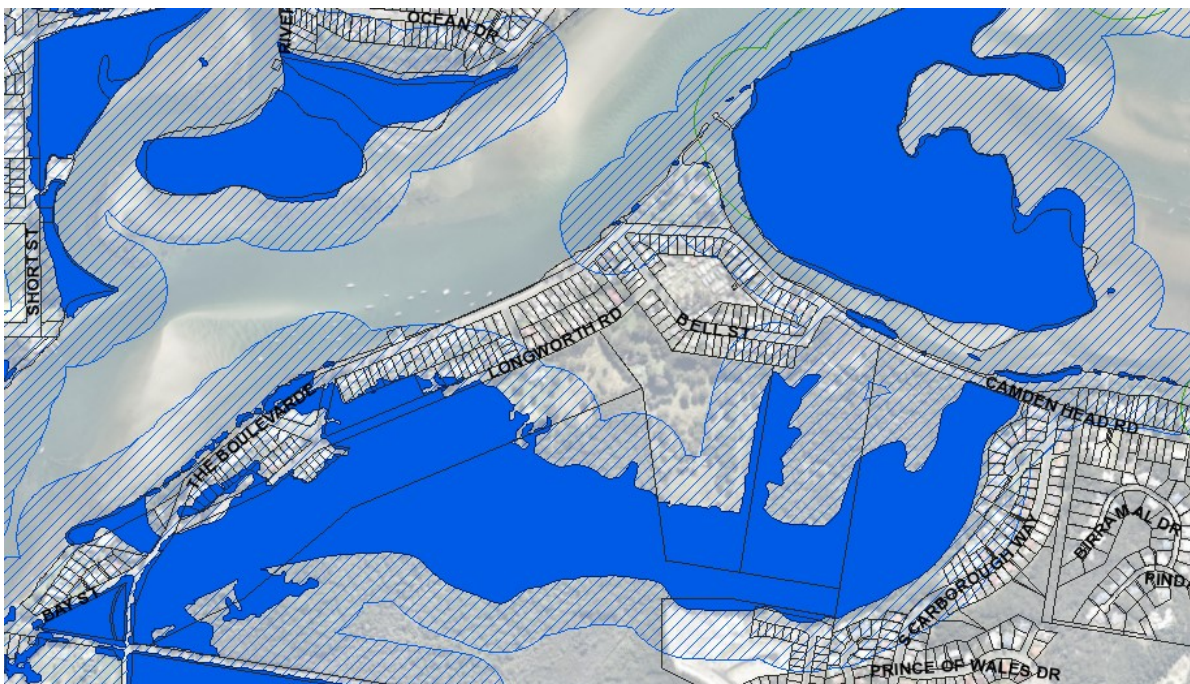 OCEAN DR
RIVER
SHORT ST
LONGWORTH RD
BELL ST
THE BOULEVARDE
CAMDEN HEAD RD
BIRRAMAL DR
RINDA
SCARBOROUGH WAY
BAY ST
PRINCE OF WALES DR